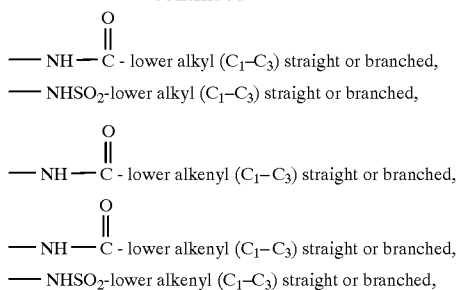 O
— NH — C - lower alkyl (C₁–C₃) straight or branched,
— NHSO₂-lower alkyl (C₁–C₃) straight or branched,
O
— NH — C - lower alkenyl (C₁–C₃) straight or branched,
O
— NH — C - lower alkenyl (C₁–C₃) straight or branched,
— NHSO₂-lower alkenyl (C₁–C₃) straight or branched,